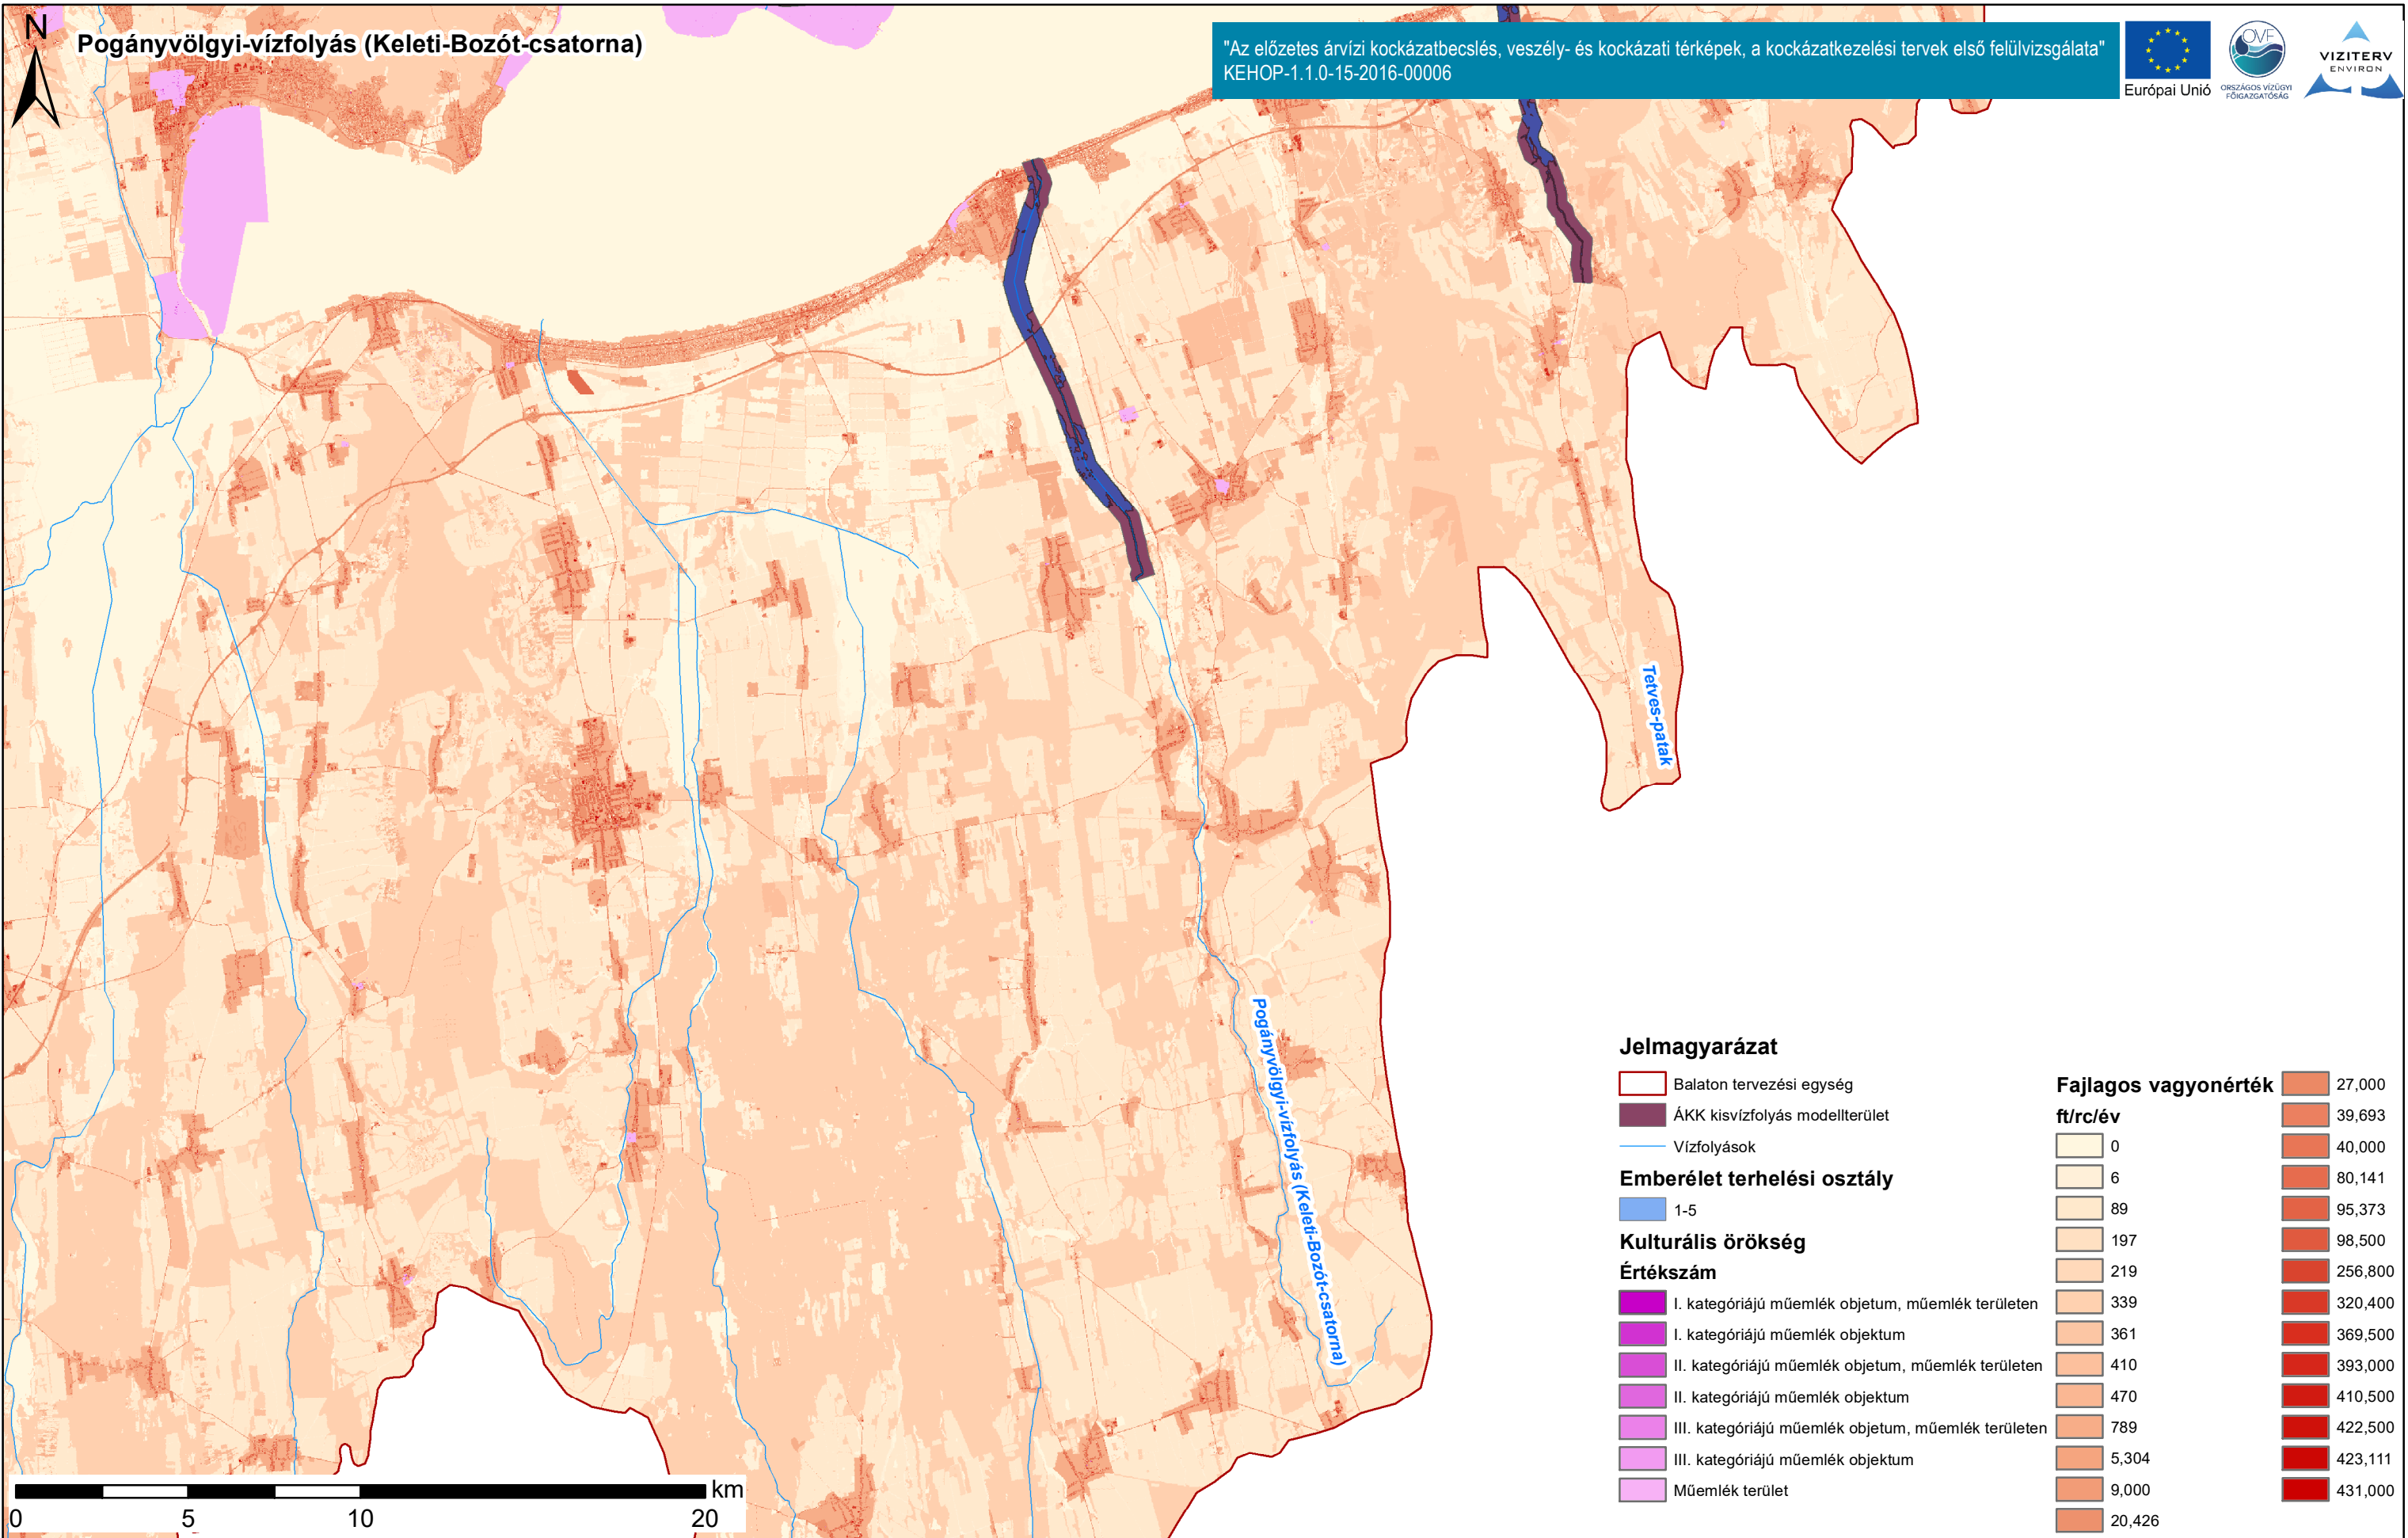 N
Pogányvölgyi-vízfolyás (Keleti-Bozót-csatorna)
"Az előzetes árvízi kockázatbecslés, veszély- és kockázati térképek, a kockázatkezelési tervek első felülvizsgálata"
KEHOP-1.1.0-15-2016-00006
Európai Unió
OVF
ORSZÁGOS VÍZÜGYI
FŐIGAZGATÓSÁG
VIZITERV
ENVIRON
Tetves-patak
Pogányvölgyi-vízfolyás (Keleti-Bozót-csatorna)
Jelmagyarázat
Balaton tervezési egység
ÁKK kisvízfolyás modellterület
Vízfolyások
Emberélet terhelési osztály
1-5
Kulturális örökség
Értékszám
I. kategóriájú műemlék objetum, műemlék területen
I. kategóriájú műemlék objektum
II. kategóriájú műemlék objetum, műemlék területen
II. kategóriájú műemlék objektum
III. kategóriájú műemlék objetum, műemlék területen
III. kategóriájú műemlék objektum
Műemlék terület
Fajlagos vagyonérték
ft/rc/év
0
6
89
197
219
339
361
410
470
789
5,304
9,000
20,426
27,000
39,693
40,000
80,141
95,373
98,500
256,800
320,400
369,500
393,000
410,500
422,500
423,111
431,000
km
0 5 10 20